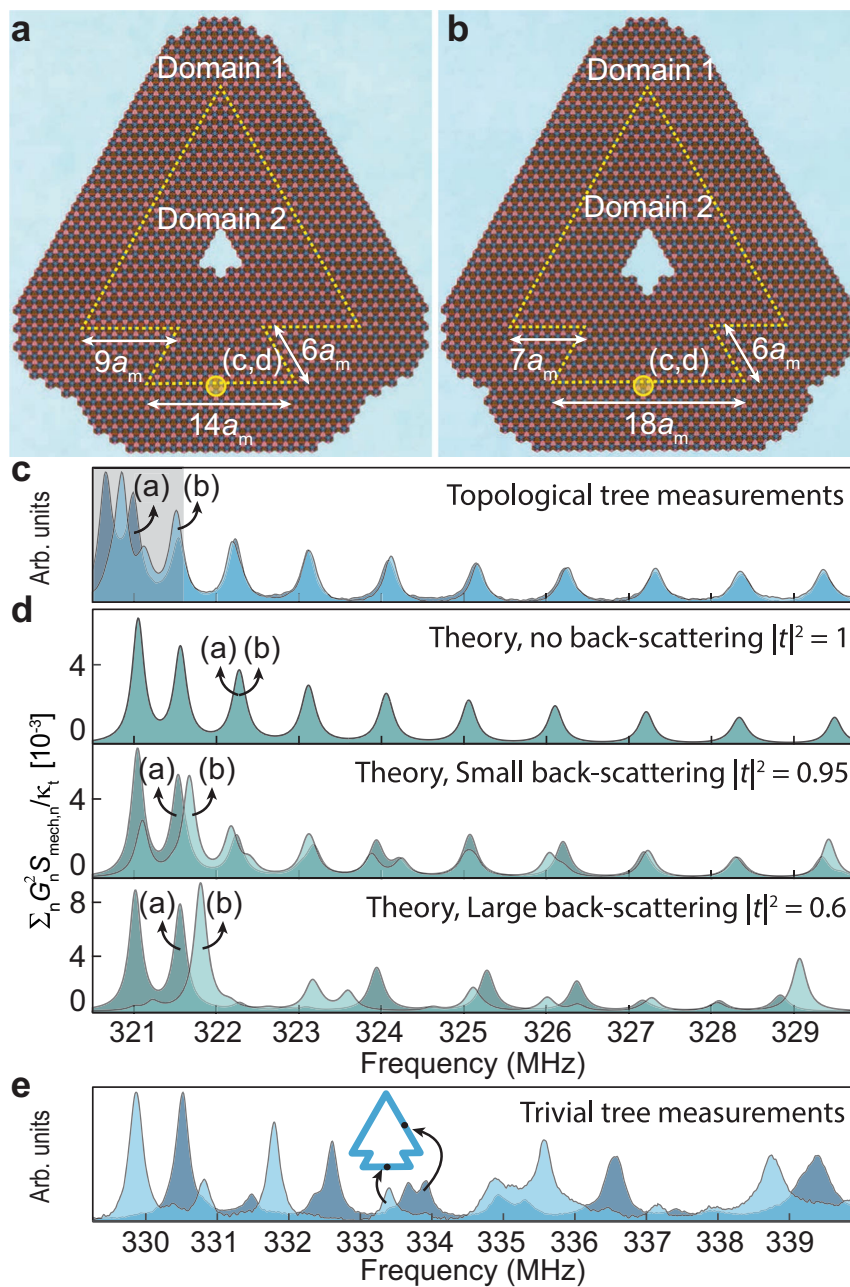 a
b
Domain 1
Domain 1
Domain 2
Domain 2
9aₘ
(c,d)
6aₘ
14aₘ
7aₘ
(c,d)
6aₘ
18aₘ
c
Arb. units
(a)
(b)
Topological tree measurements
d
Σₙ Gₙ² S_mech,n/κₜ [10⁻³]
Theory, no back-scattering |t|² = 1
(a) (b)
4
0
Theory, Small back-scattering |t|² = 0.95
(a) (b)
4
0
Theory, Large back-scattering |t|² = 0.6
(a) (b)
8
4
0
321 322 323 324 325 326 327 328 329
Frequency (MHz)
e
Arb. units
Trivial tree measurements
330 331 332 333 334 335 336 337 338 339
Frequency (MHz)